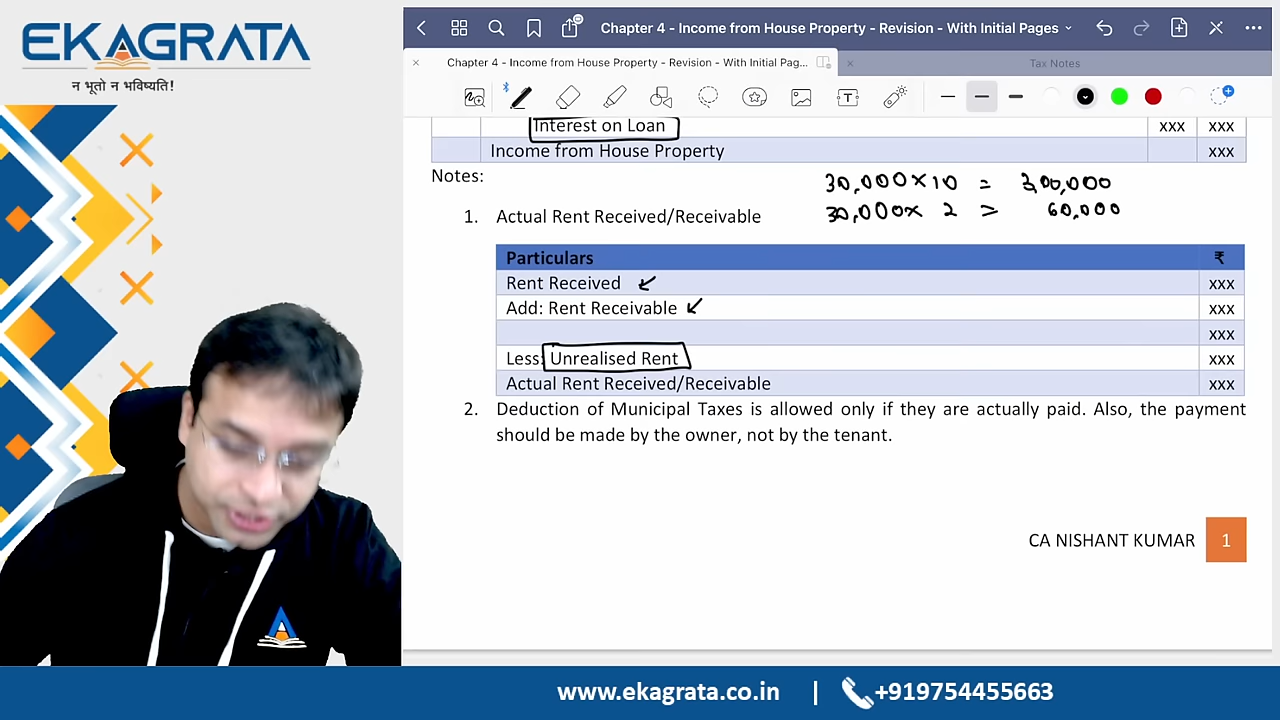 EKAGRATA
न भूतो न भविष्यति!
Chapter 4 - Income from House Property - Revision - With Initial Pages
Chapter 4 - Income from House Property - Revision - With Initial Pag...
Tax Notes
Interest on Loan xxx xxx
Income from House Property xxx
Notes:
30,000 × 10 = 3,00,000
1. Actual Rent Received/Receivable
30,000 × 2 = 60,000
Particulars ₹
Rent Received xxx
Add: Rent Receivable xxx
xxx
Less: Unrealised Rent xxx
Actual Rent Received/Receivable xxx
2. Deduction of Municipal Taxes is allowed only if they are actually paid. Also, the payment
should be made by the owner, not by the tenant.
CA NISHANT KUMAR 1
www.ekagrata.co.in | +919754455663